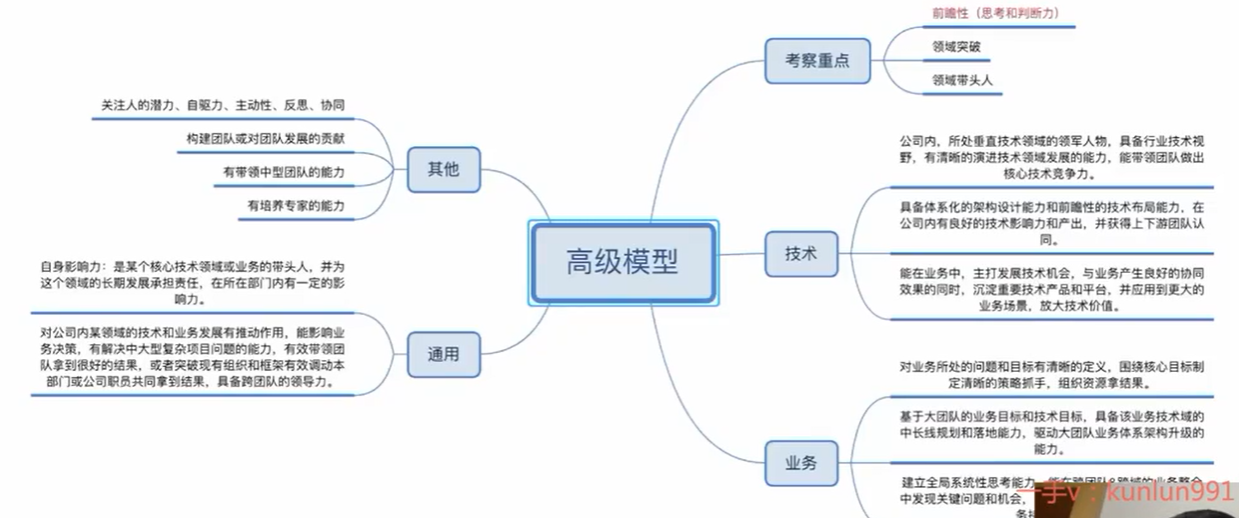 高级模型
考察重点
前瞻性（思考和判断力）
领域突破
领域带头人
技术
公司内，所处垂直技术领域的领军人物，具备行业技术视
野，有清晰的演进技术领域发展的能力，能带领团队做出
核心技术竞争力。
具备体系化的架构设计能力和前瞻性的技术布局能力，在
公司内有良好的技术影响力和产出，并获得上下游团队认
同。
能在业务中，主打发展技术机会，与业务产生良好的协同
效果的同时，沉淀重要技术产品和平台，并应用到更大的
业务场景，放大技术价值。
业务
对业务所处的问题和目标有清晰的定义，围绕核心目标制
定清晰的策略抓手，组织资源拿结果。
基于大团队的业务目标和技术目标，具备该业务技术域的
中长线规划和落地能力，驱动大团队业务体系架构升级的
能力。
建立全局系统性思考能力
中发现关键问题和机会，
其他
关注人的潜力、自驱力、主动性、反思、协同
构建团队或对团队发展的贡献
有带领中型团队的能力
有培养专家的能力
通用
自身影响力：是某个核心技术领域或业务的带头人，并为
这个领域的长期发展承担责任，在所在部门内有一定的影
响力。
对公司内某领域的技术和业务发展有推动作用，能影响业
务决策，有解决中大型复杂项目问题的能力，有效带领团
队拿到很好的结果，或者突破现有组织和框架有效调动本
部门或公司职员共同拿到结果，具备跨团队的领导力。
一手v：kunlun991